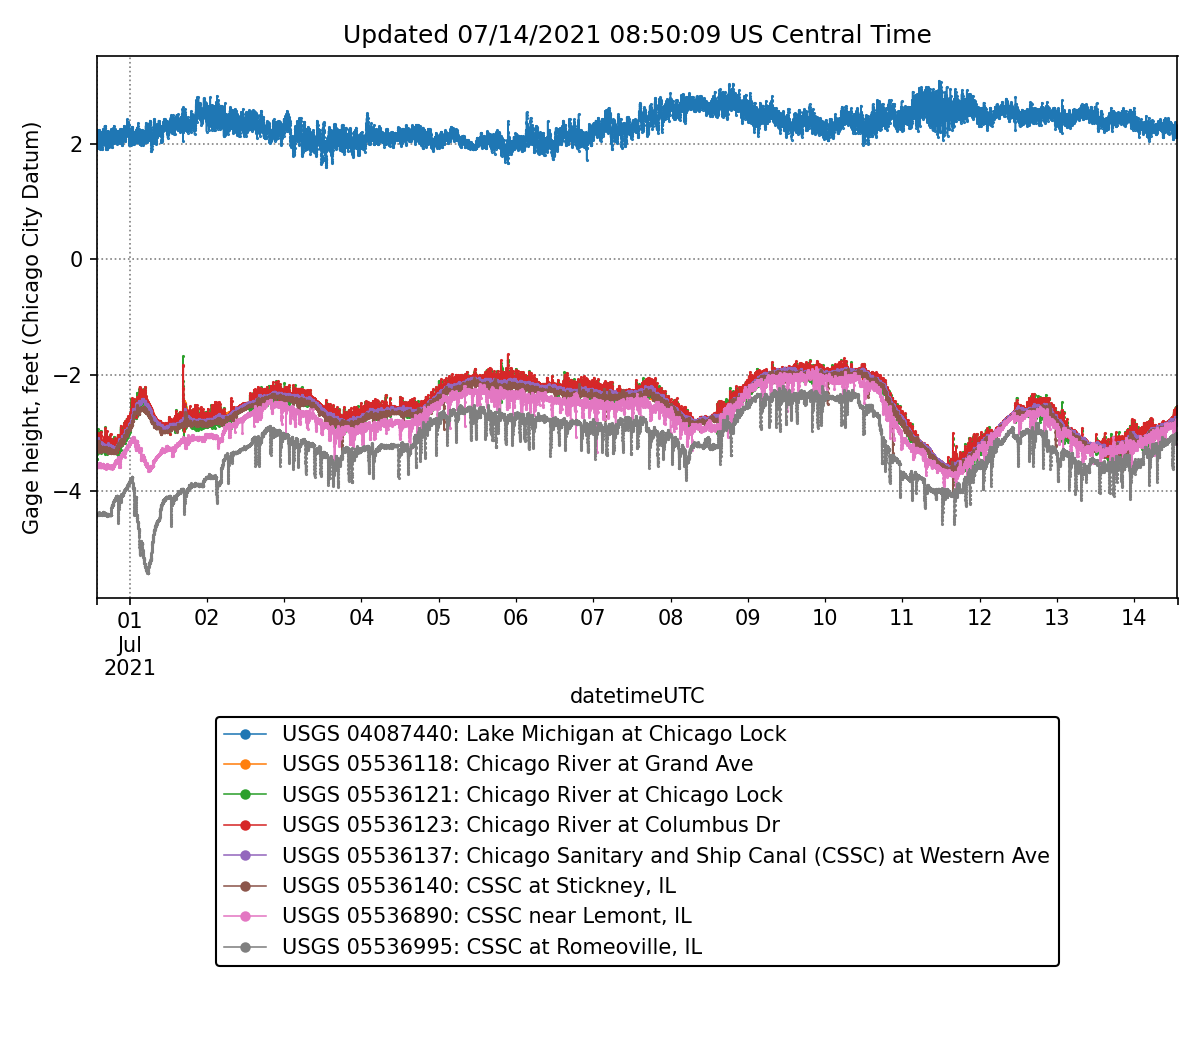 Updated 07/14/2021 08:50:09 US Central Time
Gage height, feet (Chicago City Datum)
2
0
−2
−4
01 02 03 04 05 06 07 08 09 10 11 12 13 14
Jul
2021
datetimeUTC
USGS 04087440: Lake Michigan at Chicago Lock
USGS 05536118: Chicago River at Grand Ave
USGS 05536121: Chicago River at Chicago Lock
USGS 05536123: Chicago River at Columbus Dr
USGS 05536137: Chicago Sanitary and Ship Canal (CSSC) at Western Ave
USGS 05536140: CSSC at Stickney, IL
USGS 05536890: CSSC near Lemont, IL
USGS 05536995: CSSC at Romeoville, IL